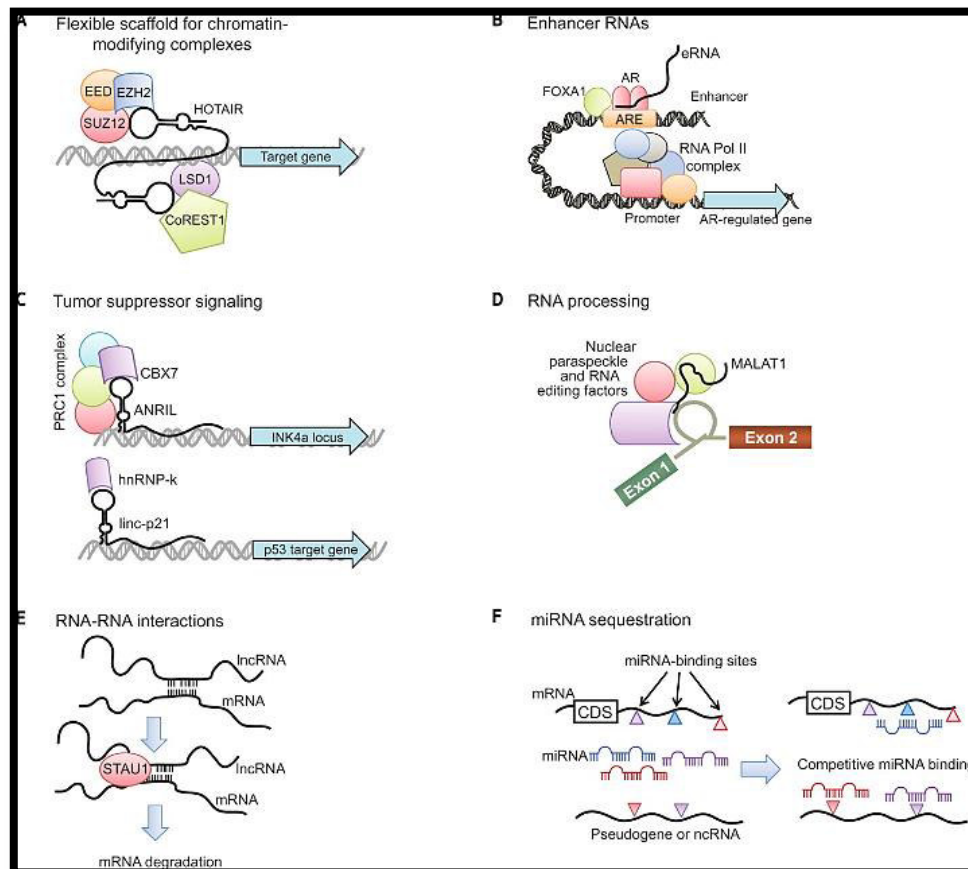 A
Flexible scaffold for chromatin-
modifying complexes
EED
EZH2
SUZ12
HOTAIR
Target gene
LSD1
CoREST1
B
Enhancer RNAs
eRNA
AR
FOXA1
Enhancer
ARE
RNA Pol II
complex
Promoter
AR-regulated gene
C
Tumor suppressor signaling
PRC1 complex
CBX7
ANRIL
INK4a locus
hnRNP-k
linc-p21
p53 target gene
D
RNA processing
Nuclear
paraspeckle
and RNA
editing factors
MALAT1
Exon 2
Exon 1
E
RNA-RNA interactions
lncRNA
mRNA
STAU1
lncRNA
mRNA
mRNA degradation
F
miRNA sequestration
miRNA-binding sites
mRNA
CDS
CDS
miRNA
Competitive miRNA binding
Pseudogene or ncRNA